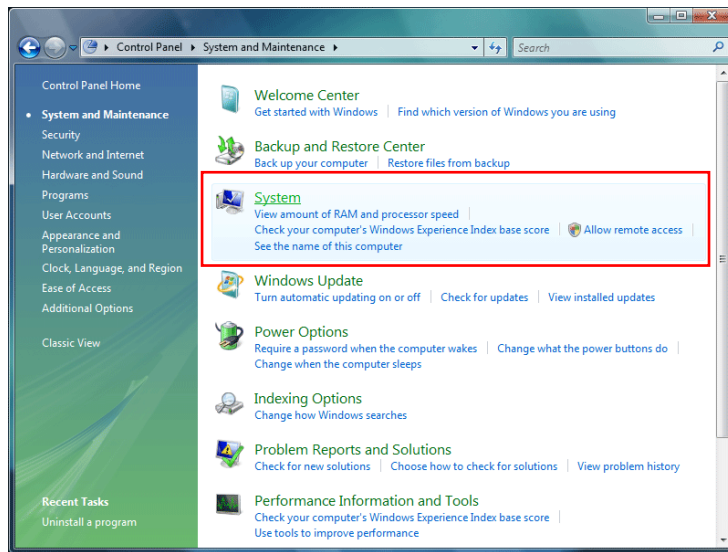 Control Panel System and Maintenance Search
Control Panel Home
System and Maintenance
Security
Network and Internet
Hardware and Sound
Programs
User Accounts
Appearance and
Personalization
Clock, Language, and Region
Ease of Access
Additional Options
Classic View
Recent Tasks
Uninstall a program
Welcome Center
Get started with Windows Find which version of Windows you are using
Backup and Restore Center
Back up your computer Restore files from backup
System
View amount of RAM and processor speed
Check your computer's Windows Experience Index base score Allow remote access
See the name of this computer
Windows Update
Turn automatic updating on or off Check for updates View installed updates
Power Options
Require a password when the computer wakes Change what the power buttons do
Change when the computer sleeps
Indexing Options
Change how Windows searches
Problem Reports and Solutions
Check for new solutions Choose how to check for solutions View problem history
Performance Information and Tools
Check your computer's Windows Experience Index base score
Use tools to improve performance